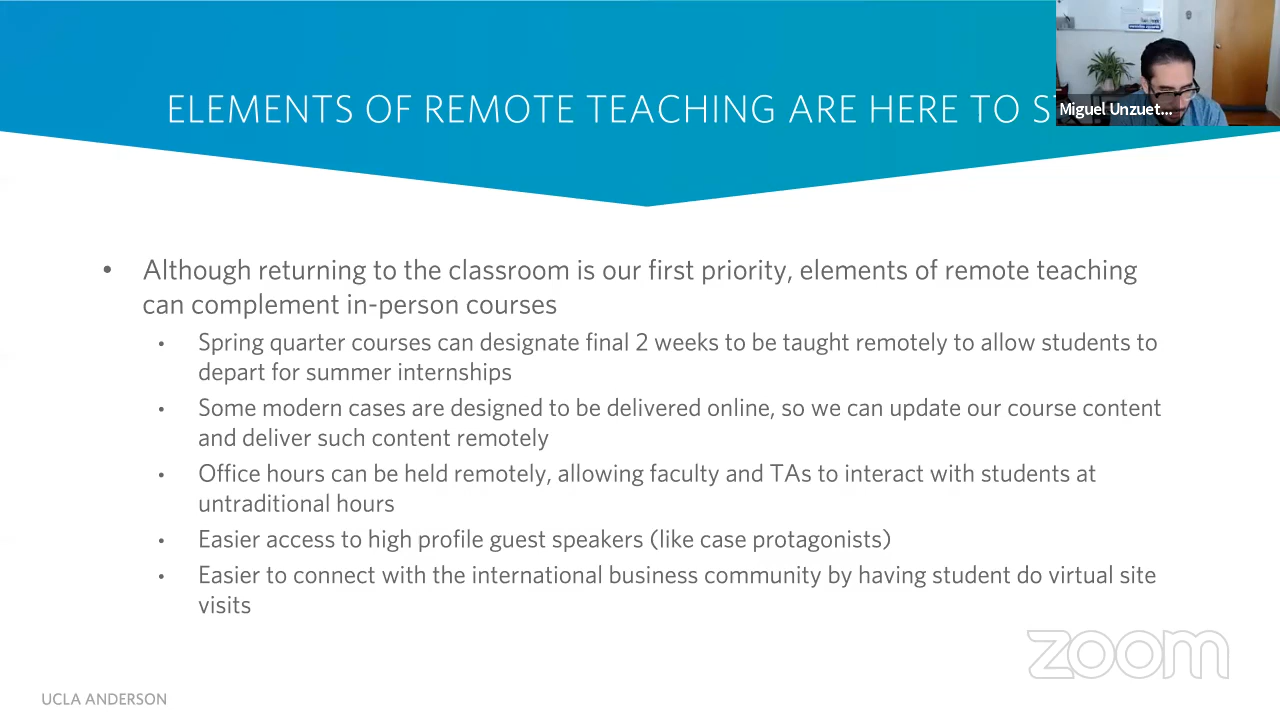 ELEMENTS OF REMOTE TEACHING ARE HERE TO S
Miguel Unzuet...
• Although returning to the classroom is our first priority, elements of remote teaching
can complement in-person courses
• Spring quarter courses can designate final 2 weeks to be taught remotely to allow students to
depart for summer internships
• Some modern cases are designed to be delivered online, so we can update our course content
and deliver such content remotely
• Office hours can be held remotely, allowing faculty and TAs to interact with students at
untraditional hours
• Easier access to high profile guest speakers (like case protagonists)
• Easier to connect with the international business community by having student do virtual site
visits
zoom
UCLA ANDERSON